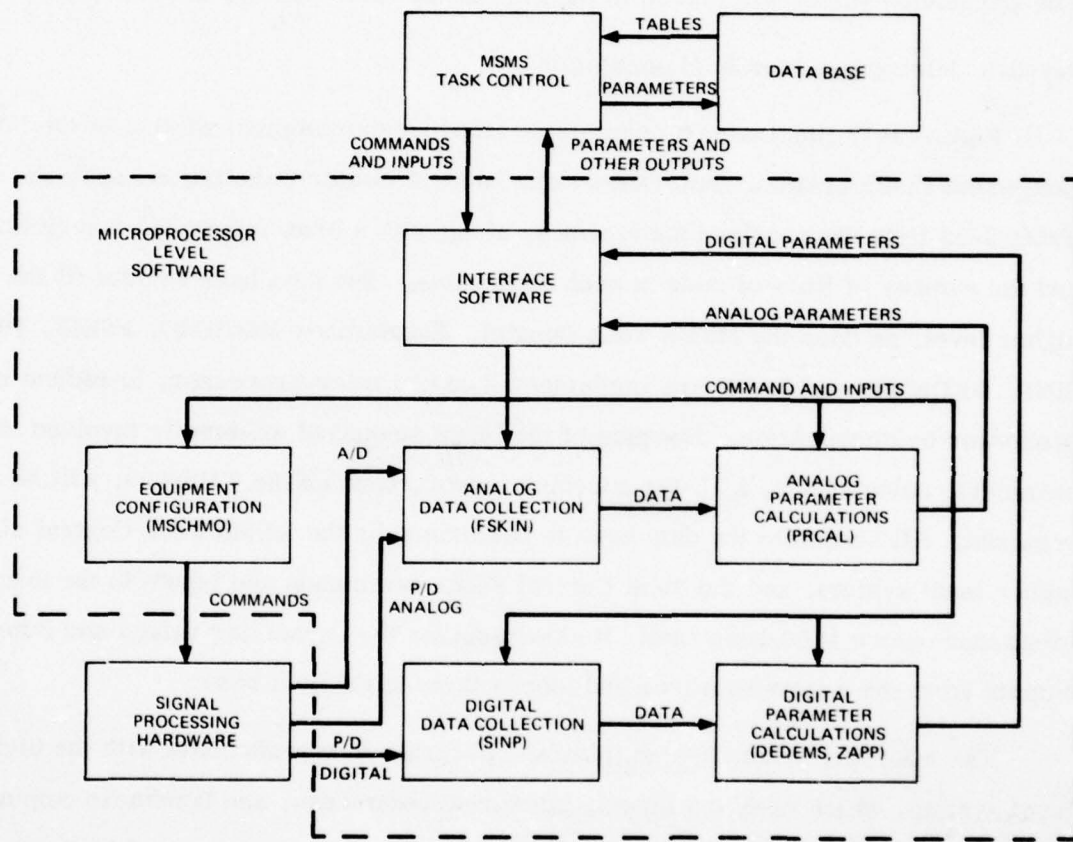 MSMS
TASK CONTROL
TABLES
DATA BASE
PARAMETERS
COMMANDS
AND INPUTS
PARAMETERS AND
OTHER OUTPUTS
MICROPROCESSOR
LEVEL
SOFTWARE
INTERFACE
SOFTWARE
DIGITAL PARAMETERS
ANALOG PARAMETERS
COMMAND AND INPUTS
EQUIPMENT
CONFIGURATION
(MSCHMO)
A/D
ANALOG
DATA COLLECTION
(FSKIN)
DATA
ANALOG
PARAMETER
CALCULATIONS
(PRCAL)
COMMANDS
P/D
ANALOG
SIGNAL
PROCESSING
HARDWARE
P/D
DIGITAL
DIGITAL
DATA COLLECTION
(SINP)
DATA
DIGITAL
PARAMETER
CALCULATIONS
(DEDEMS, ZAPP)